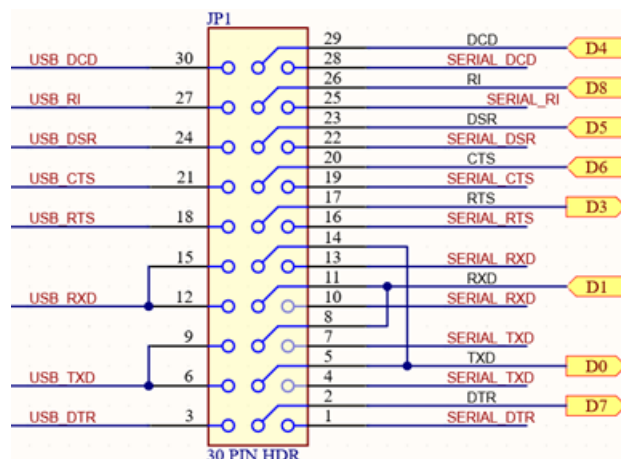 JP1
29 DCD D4
USB_DCD 30 28 SERIAL_DCD
26 RI D8
USB_RI 27 25 SERIAL_RI
23 DSR D5
USB_DSR 24 22 SERIAL_DSR
20 CTS D6
USB_CTS 21 19 SERIAL_CTS
17 RTS D3
USB_RTS 18 16 SERIAL_RTS
14
15 13 SERIAL_RXD
11 RXD D1
USB_RXD 12 10 SERIAL_RXD
8
9 7 SERIAL_TXD
5 TXD D0
USB_TXD 6 4 SERIAL_TXD
2 DTR D7
USB_DTR 3 1 SERIAL_DTR
30 PIN HDR